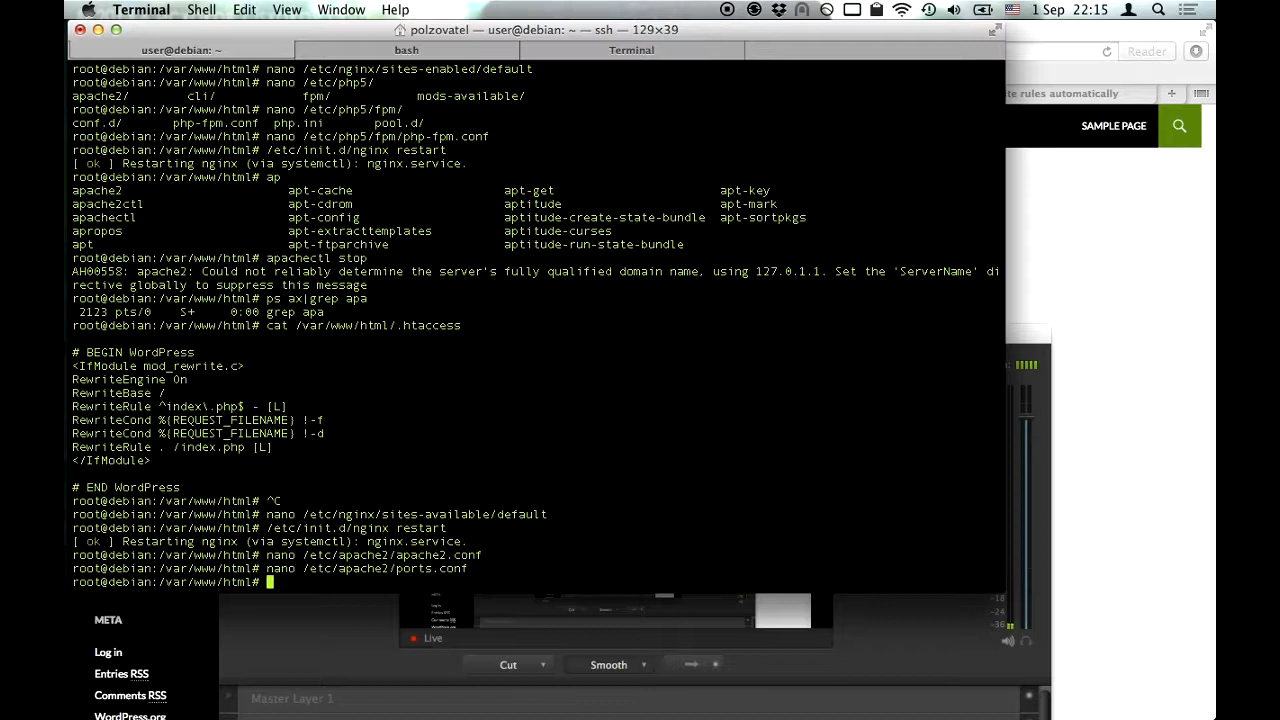 Terminal Shell Edit View Window Help 1 Sep 22:15
polzovatel — user@debian: ~ — ssh — 129×39
user@debian: ~ bash Terminal
Reader
te rules automatically
SAMPLE PAGE
root@debian:/var/www/html# nano /etc/nginx/sites-enabled/default
root@debian:/var/www/html# nano /etc/php5/
apache2/ cli/ fpm/ mods-available/
root@debian:/var/www/html# nano /etc/php5/fpm/
conf.d/ php-fpm.conf php.ini pool.d/
root@debian:/var/www/html# nano /etc/php5/fpm/php-fpm.conf
root@debian:/var/www/html# /etc/init.d/nginx restart
[ ok ] Restarting nginx (via systemctl): nginx.service.
root@debian:/var/www/html# ap
apache2 apt-cache apt-get apt-key
apache2ctl apt-cdrom aptitude apt-mark
apachectl apt-config aptitude-create-state-bundle apt-sortpkgs
apropos apt-extracttemplates aptitude-curses
apt apt-ftparchive aptitude-run-state-bundle
root@debian:/var/www/html# apachectl stop
AH00558: apache2: Could not reliably determine the server's fully qualified domain name, using 127.0.1.1. Set the 'ServerName' di
rective globally to suppress this message
root@debian:/var/www/html# ps ax|grep apa
2123 pts/0 S+ 0:00 grep apa
root@debian:/var/www/html# cat /var/www/html/.htaccess
# BEGIN WordPress
<IfModule mod_rewrite.c>
RewriteEngine On
RewriteBase /
RewriteRule ^index\.php$ - [L]
RewriteCond %{REQUEST_FILENAME} !-f
RewriteCond %{REQUEST_FILENAME} !-d
RewriteRule . /index.php [L]
</IfModule>
# END WordPress
root@debian:/var/www/html# ^C
root@debian:/var/www/html# nano /etc/nginx/sites-available/default
root@debian:/var/www/html# /etc/init.d/nginx restart
[ ok ] Restarting nginx (via systemctl): nginx.service.
root@debian:/var/www/html# nano /etc/apache2/apache2.conf
root@debian:/var/www/html# nano /etc/apache2/ports.conf
root@debian:/var/www/html#
-18
-24
-36
META
Log in
Entries RSS
Comments RSS
WordPress.org
Live
Cut Smooth
Master Layer 1